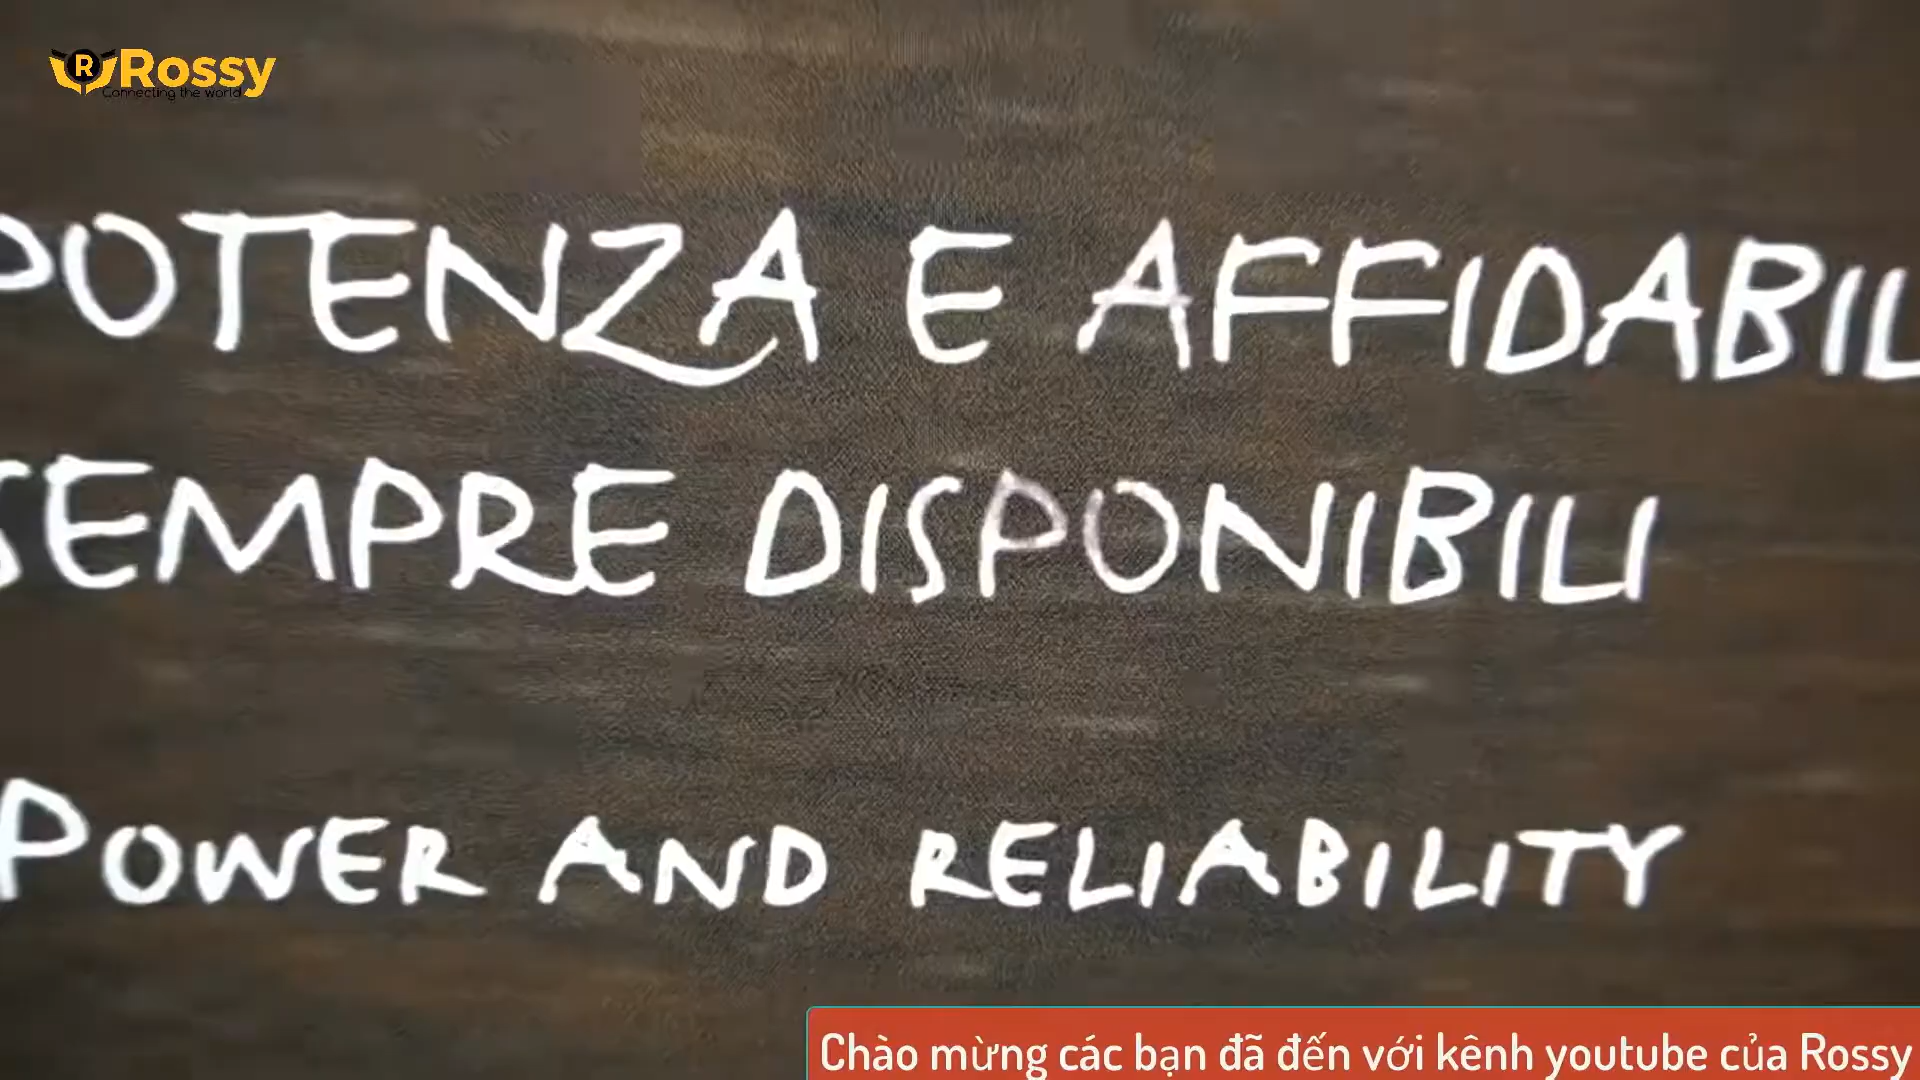 R Rossy
Connecting the world
POTENZA E AFFIDABIL
SEMPRE DISPONIBILI
POWER AND RELIABILITY
Chào mừng các bạn đã đến với kênh youtube của Rossy